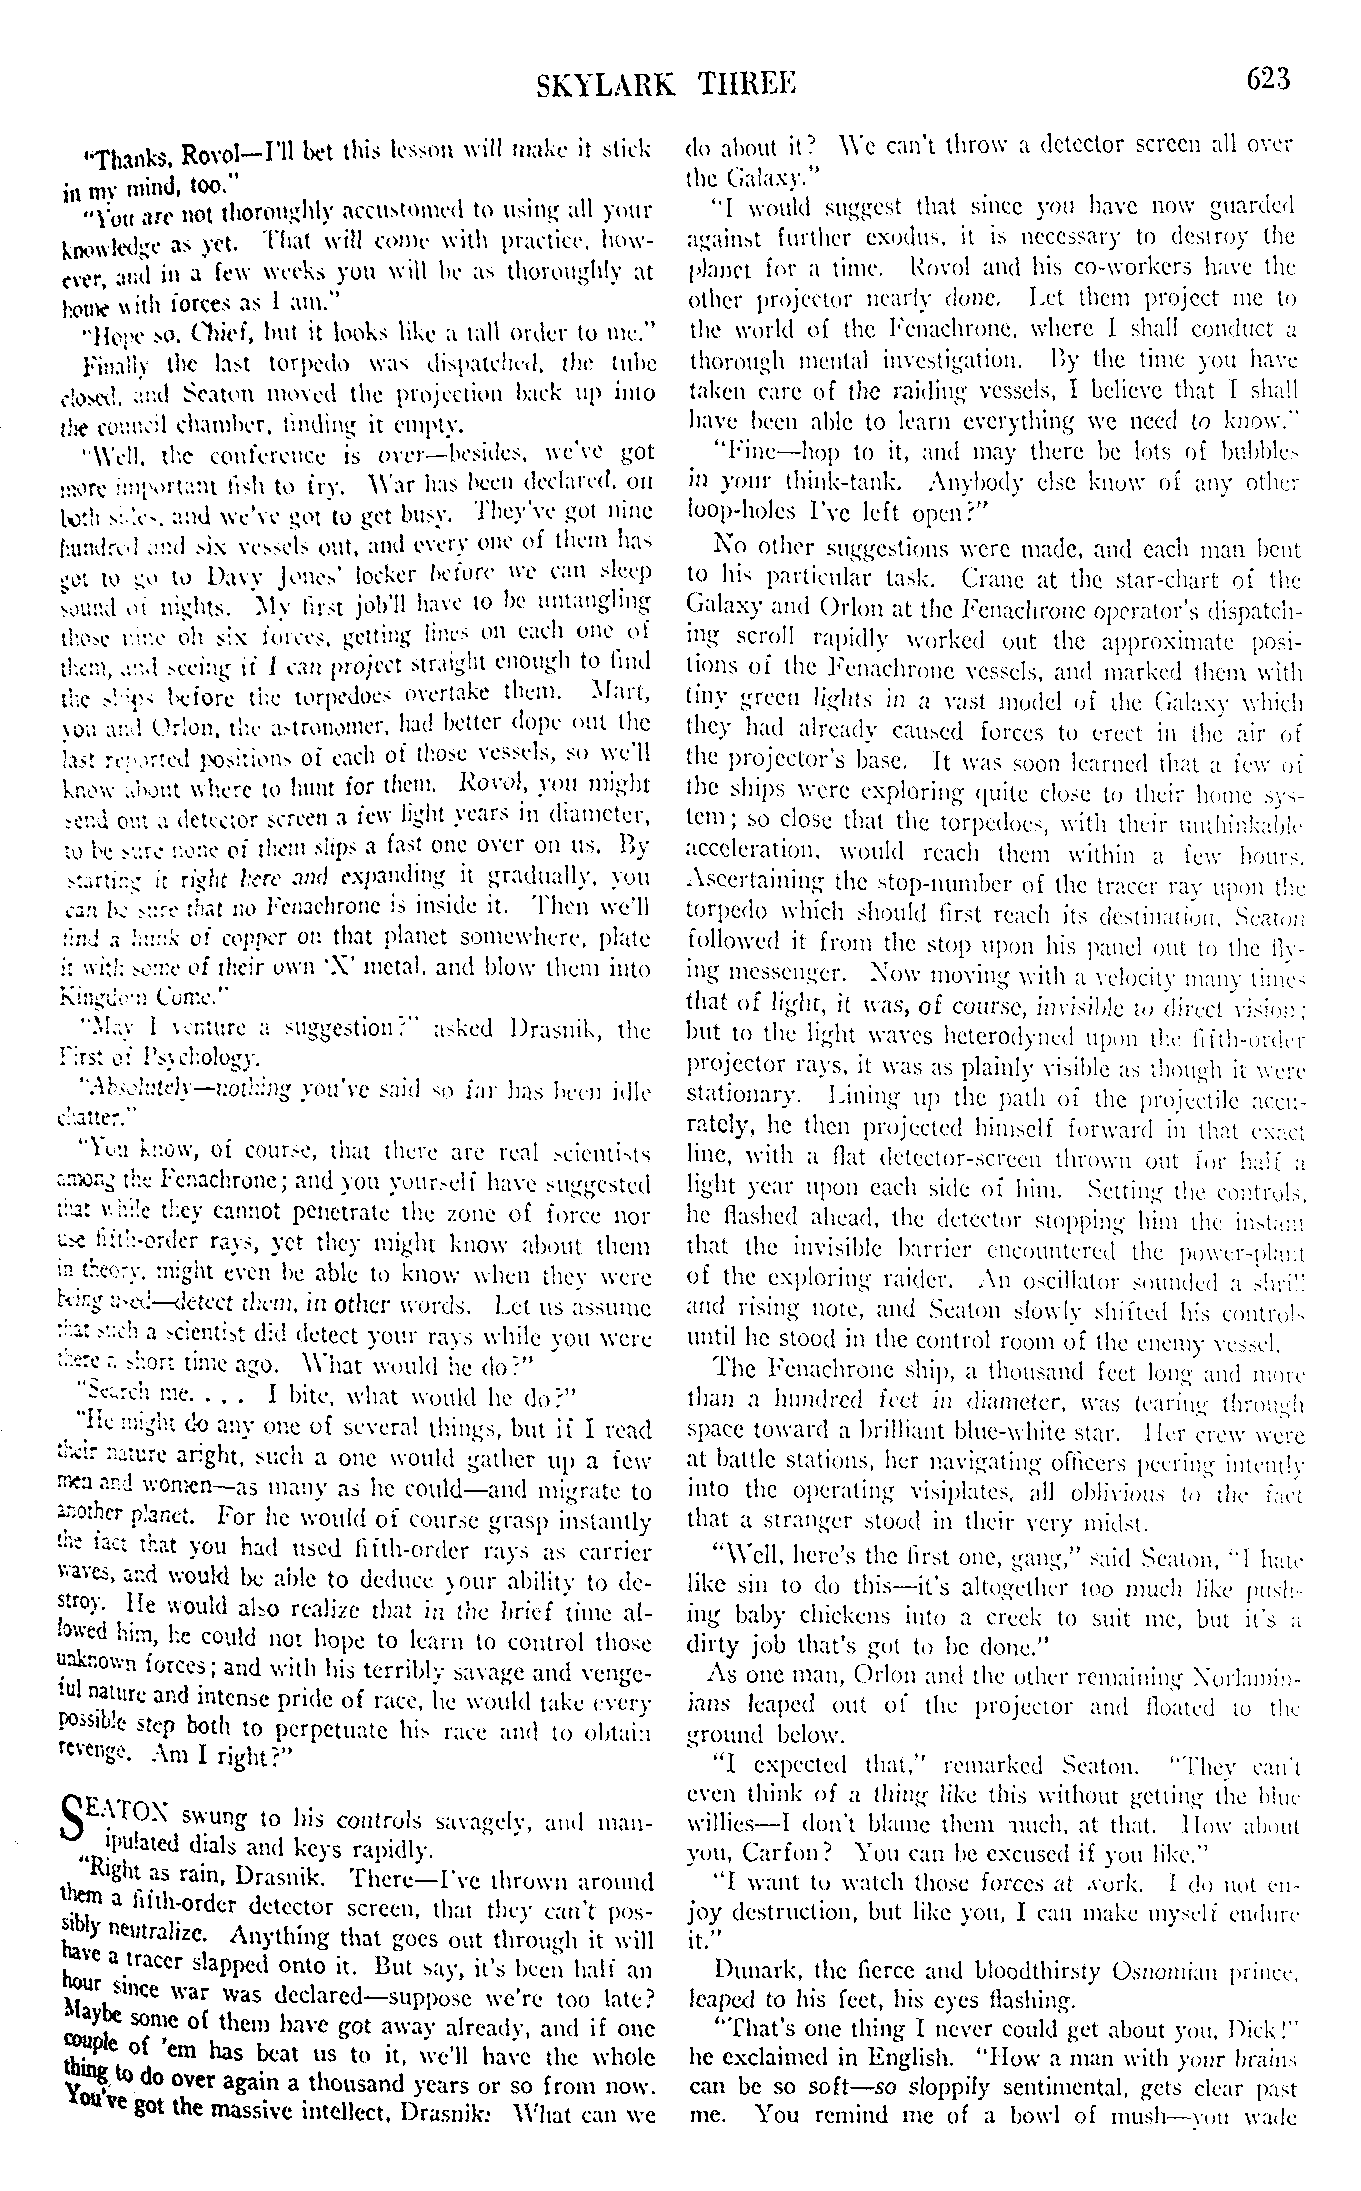 SKYLARK THREE
623
"Thanks, Rovol—I'll bet this lesson will make it stick
in my mind, too."
"You are not thoroughly accustomed to using all your
knowledge as yet. That will come with practice, how-
ever, and in a few weeks you will be as thoroughly at
home with forces as I am."
"Hope so, Chief, but it looks like a tall order to me."
Finally the last torpedo was dispatched, the tube
closed, and Seaton moved the projection back up into
the council chamber, finding it empty.
"Well, the conference is over—besides, we've got
more important fish to fry. War has been declared, on
both sides, and we've got to get busy. They've got nine
hundred and six vessels out, and every one of them has
got to go to Davy Jones' locker before we can sleep
sound of nights. My first job'll have to be untangling
those nine oh six forces, getting lines on each one of
them, and seeing if I can project straight enough to find
the ships before the torpedoes overtake them. Mart,
you and Orlon, the astronomer, had better dope out the
last reported positions of each of those vessels, so we'll
know about where to hunt for them. Rovol, you might
send out a detector screen a few light years in diameter,
to be sure none of them slips a fast one over on us. By
starting it right here and expanding it gradually, you
can be sure that no Fenachrone is inside it. Then we'll
find a hunk of copper on that planet somewhere, plate
it with some of their own 'X' metal, and blow them into
Kingdom Come."
"May I venture a suggestion?" asked Drasnik, the
First of Psychology.
"Absolutely—nothing you've said so far has been idle
chatter."
"You know, of course, that there are real scientists
among the Fenachrone; and you yourself have suggested
that while they cannot penetrate the zone of force nor
use fifth-order rays, yet they might know about them
in theory, might even be able to know when they were
being used—detect them, in other words. Let us assume
that such a scientist did detect your rays while you were
there a short time ago. What would he do?"
"Search me. . . . I bite, what would he do?"
"He might do any one of several things, but if I read
their nature aright, such a one would gather up a few
men and women—as many as he could—and migrate to
another planet. For he would of course grasp instantly
the fact that you had used fifth-order rays as carrier
waves, and would be able to deduce your ability to de-
stroy. He would also realize that in the brief time al-
lowed him, he could not hope to learn to control those
unknown forces; and with his terribly savage and venge-
ful nature and intense pride of race, he would take every
possible step both to perpetuate his race and to obtain
revenge. Am I right?"
SEATON swung to his controls savagely, and man-
ipulated dials and keys rapidly.
"Right as rain, Drasnik. There—I've thrown around
them a fifth-order detector screen, that they can't pos-
sibly neutralize. Anything that goes out through it will
have a tracer slapped onto it. But say, it's been half an
hour since war was declared—suppose we're too late?
Maybe some of them have got away already, and if one
couple of 'em has beat us to it, we'll have the whole
thing to do over again a thousand years or so from now.
You've got the massive intellect, Drasnik: What can we
do about it? We can't throw a detector screen all over
the Galaxy."
"I would suggest that since you have now guarded
against further exodus, it is necessary to destroy the
planet for a time. Rovol and his co-workers have the
other projector nearly done. Let them project me to
the world of the Fenachrone, where I shall conduct a
thorough mental investigation. By the time you have
taken care of the raiding vessels, I believe that I shall
have been able to learn everything we need to know."
"Fine—hop to it, and may there be lots of bubbles
in your think-tank. Anybody else know of any other
loop-holes I've left open?"
No other suggestions were made, and each man bent
to his particular task. Crane at the star-chart of the
Galaxy and Orlon at the Fenachrone operator's dispatch-
ing scroll rapidly worked out the approximate posi-
tions of the Fenachrone vessels, and marked them with
tiny green lights in a vast model of the Galaxy which
they had already caused forces to erect in the air of
the projector's base. It was soon learned that a few of
the ships were exploring quite close to their home sys-
tem; so close that the torpedoes, with their unthinkable
acceleration, would reach them within a few hours.
Ascertaining the stop-number of the tracer ray upon the
torpedo which should first reach its destination, Seaton
followed it from the stop upon his panel out to the fly-
ing messenger. Now moving with a velocity many times
that of light, it was, of course, invisible to direct vision;
but to the light waves heterodyned upon the fifth-order
projector rays, it was as plainly visible as though it were
stationary. Lining up the path of the projectile accu-
rately, he then projected himself forward in that exact
line, with a flat detector-screen thrown out for half a
light year upon each side of him. Setting the controls,
he flashed ahead, the detector stopping him the instant
that the invisible barrier encountered the power-plant
of the exploring raider. An oscillator sounded a shrill
and rising note, and Seaton slowly shifted his controls
until he stood in the control room of the enemy vessel.
The Fenachrone ship, a thousand feet long and more
than a hundred feet in diameter, was tearing through
space toward a brilliant blue-white star. Her crew were
at battle stations, her navigating officers peering intently
into the operating visiplates, all oblivious to the fact
that a stranger stood in their very midst.
"Well, here's the first one, gang," said Seaton, "I hate
like sin to do this—it's altogether too much like push-
ing baby chickens into a creek to suit me, but it's a
dirty job that's got to be done."
As one man, Orlon and the other remaining Norlamin-
ians leaped out of the projector and floated to the
ground below.
"I expected that," remarked Seaton. "They can't
even think of a thing like this without getting the blue
willies—I don't blame them much, at that. How about
you, Carfon? You can be excused if you like."
"I want to watch those forces at work. I do not en-
joy destruction, but like you, I can make myself endure
it."
Dunark, the fierce and bloodthirsty Osnomian prince,
leaped to his feet, his eyes flashing.
"That's one thing I never could get about you, Dick!"
he exclaimed in English. "How a man with your brains
can be so soft—so sloppily sentimental, gets clear past
me. You remind me of a bowl of mush—you wade